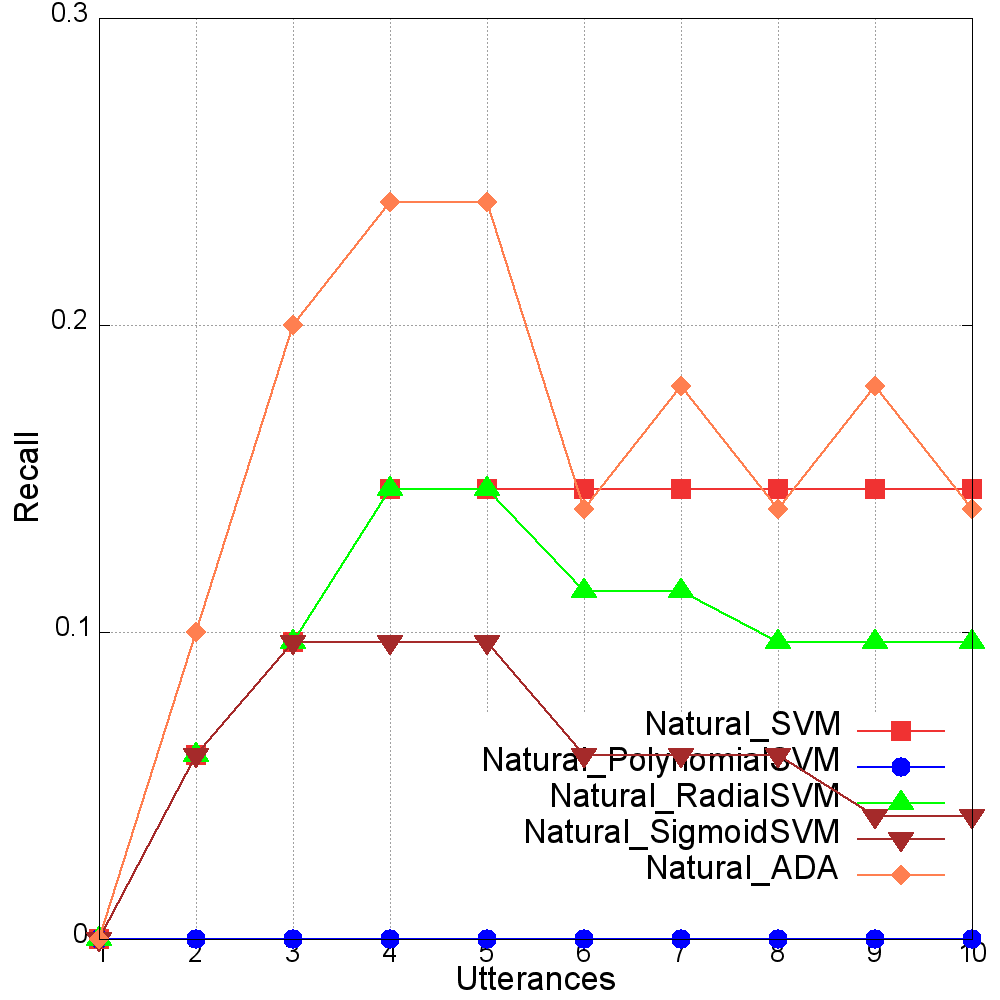 0.3
0.2
0.1
0
Recall
Natural_SVM
Natural_PolynomialSVM
Natural_RadialSVM
Natural_SigmoidSVM
Natural_ADA
1 2 3 4 5 6 7 8 9 10
Utterances